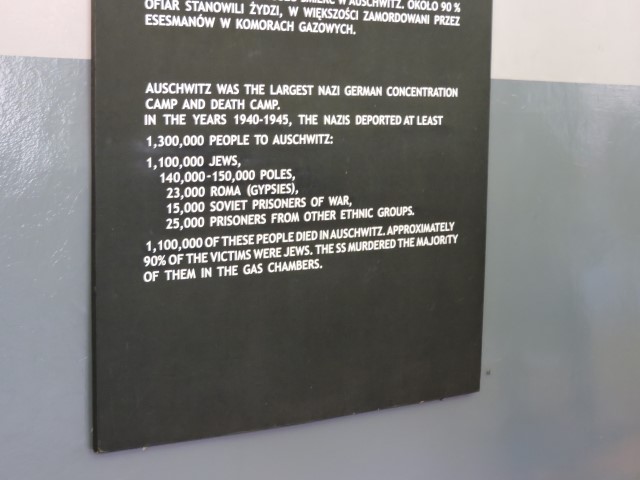 ŚMIERĆ W AUSCHWITZ. OKOŁO 90 %
OFIAR STANOWILI ŻYDZI, W WIĘKSZOŚCI ZAMORDOWANI PRZEZ
ESESMANÓW W KOMORACH GAZOWYCH.
AUSCHWITZ WAS THE LARGEST NAZI GERMAN CONCENTRATION
CAMP AND DEATH CAMP.
IN THE YEARS 1940-1945, THE NAZIS DEPORTED AT LEAST
1,300,000 PEOPLE TO AUSCHWITZ:
1,100,000 JEWS,
140,000-150,000 POLES,
23,000 ROMA (GYPSIES),
15,000 SOVIET PRISONERS OF WAR,
25,000 PRISONERS FROM OTHER ETHNIC GROUPS.
1,100,000 OF THESE PEOPLE DIED IN AUSCHWITZ. APPROXIMATELY
90% OF THE VICTIMS WERE JEWS. THE SS MURDERED THE MAJORITY
OF THEM IN THE GAS CHAMBERS.